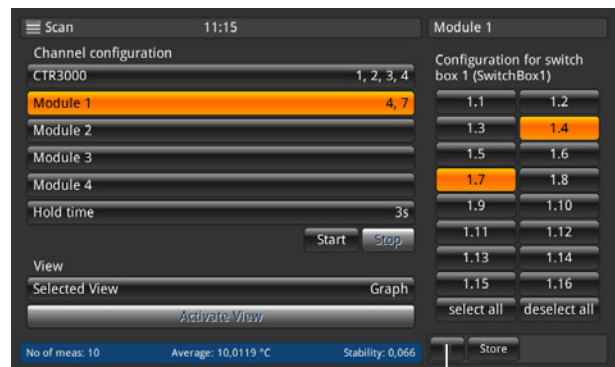 Scan 11:15
Channel configuration
CTR3000 1, 2, 3, 4
Module 1 4, 7
Module 2
Module 3
Module 4
Hold time 3s
Start Stop
View
Selected View Graph
Activate View
No of meas: 10 Average: 10,0119 °C Stability: 0,066
Module 1
Configuration for switch
box 1 (SwitchBox1)
1.1 1.2
1.3 1.4
1.5 1.6
1.7 1.8
1.9 1.10
1.11 1.12
1.13 1.14
1.15 1.16
select all deselect all
Store